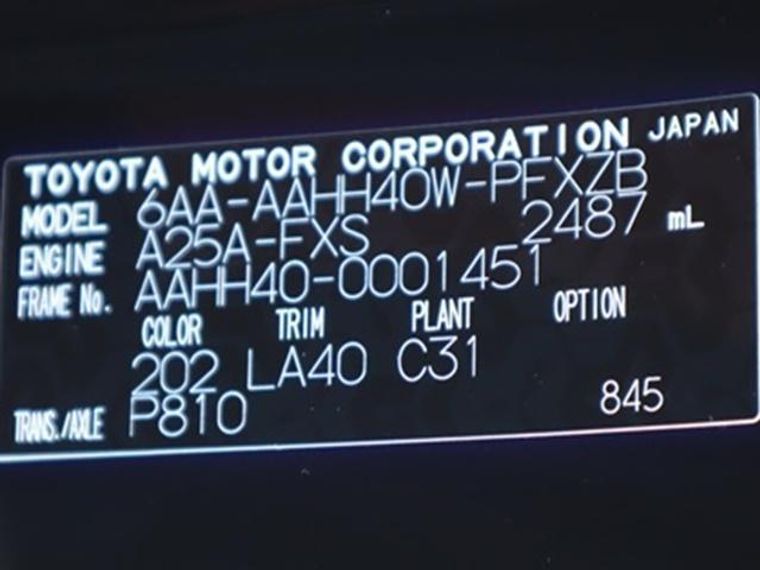 TOYOTA MOTOR CORPORATION JAPAN
MODEL 6AA-AAHH40W-PFXZB
ENGINE A25A-FXS 2487 mL
FRAME No. AAHH40-0001451
COLOR TRIM PLANT OPTION
202 LA40 C31
TRANS./AXLE P810 845